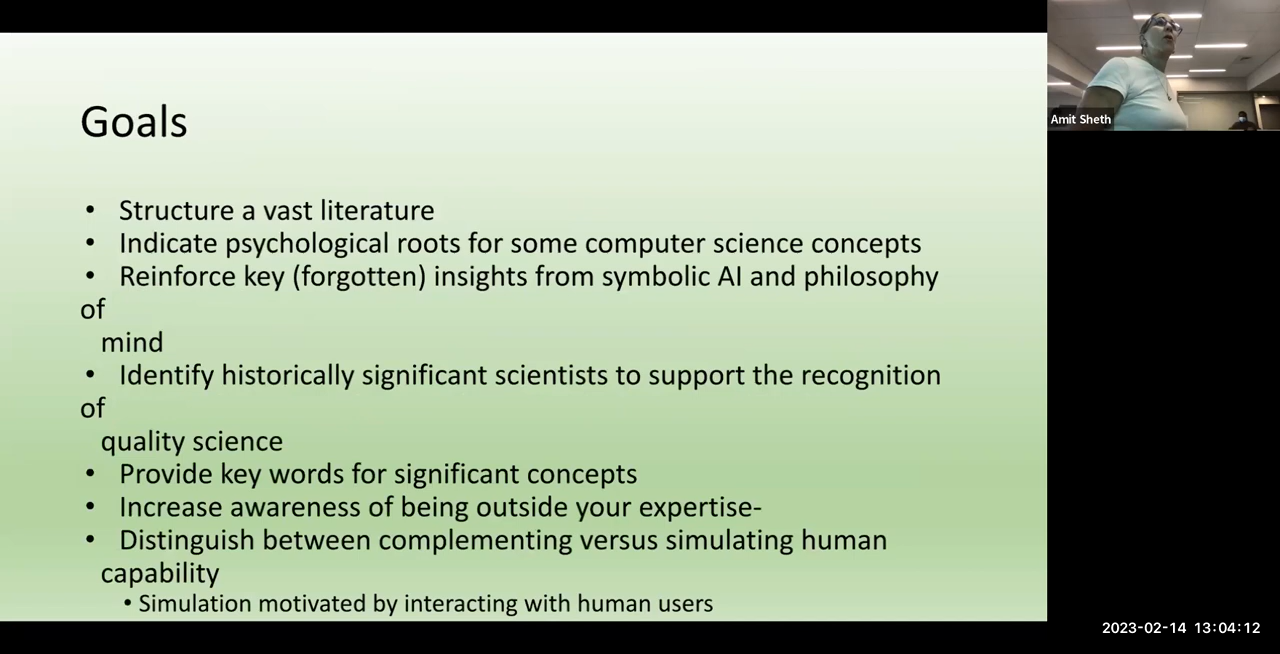 Goals
• Structure a vast literature
• Indicate psychological roots for some computer science concepts
• Reinforce key (forgotten) insights from symbolic AI and philosophy
of
mind
• Identify historically significant scientists to support the recognition
of
quality science
• Provide key words for significant concepts
• Increase awareness of being outside your expertise-
• Distinguish between complementing versus simulating human
capability
• Simulation motivated by interacting with human users
Amit Sheth
2023-02-14 13:04:12